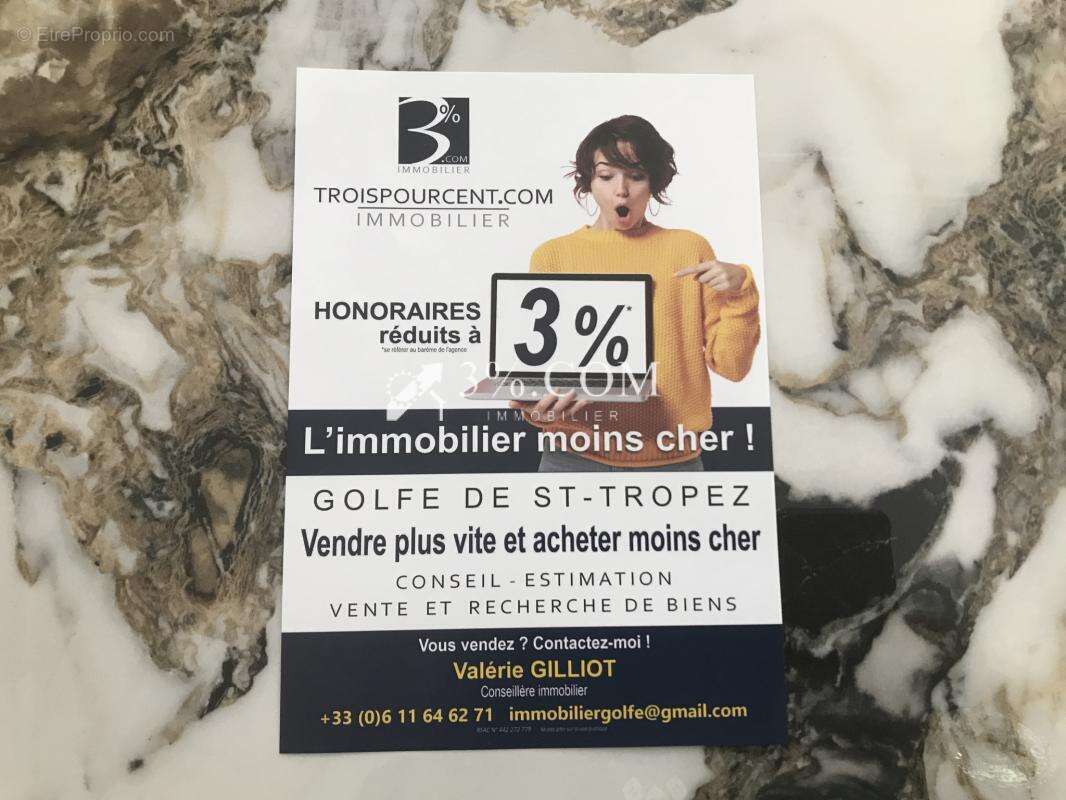 © EtreProprio.com
3%
.COM
IMMOBILIER
TROISPOURCENT.COM
IMMOBILIER
HONORAIRES
réduits à
*se référer au barème de l'agence
3%*
3%.COM
IMMOBILIER
L'immobilier moins cher !
GOLFE DE ST-TROPEZ
Vendre plus vite et acheter moins cher
CONSEIL - ESTIMATION
VENTE ET RECHERCHE DE BIENS
Vous vendez ? Contactez-moi !
Valérie GILLIOT
Conseillère immobilier
+33 (0)6 11 64 62 71 immobiliergolfe@gmail.com